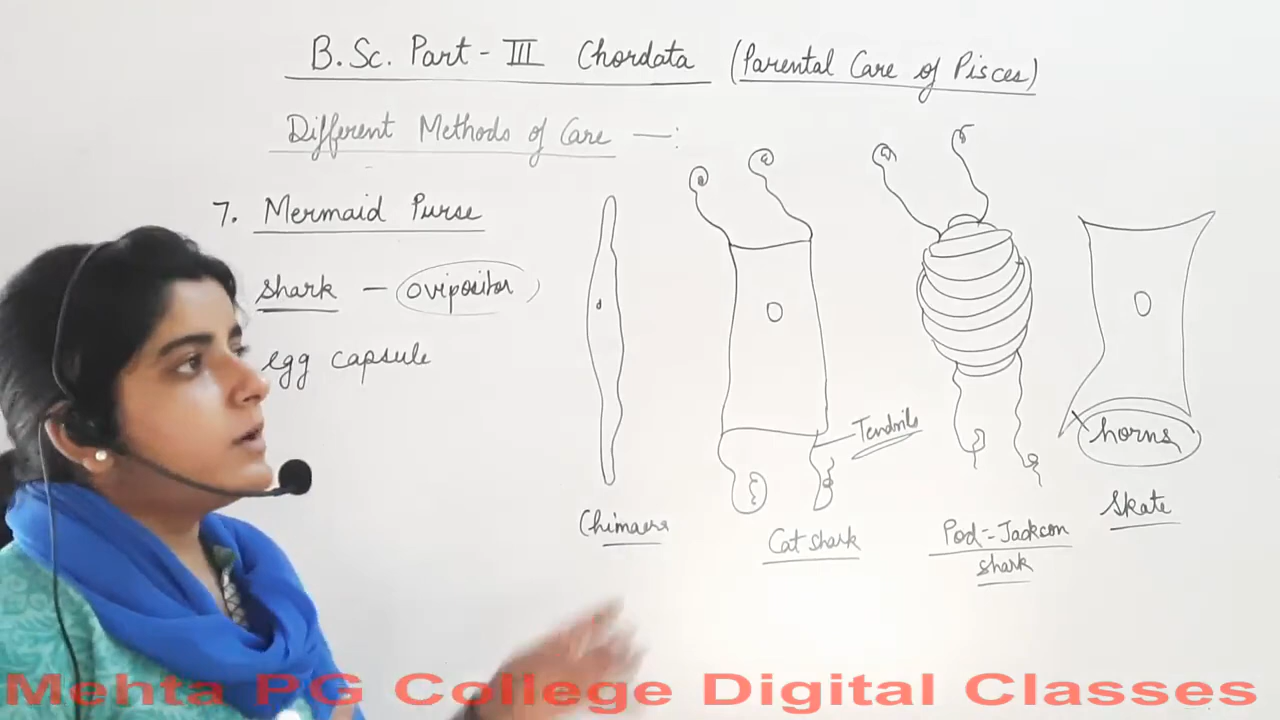 B.Sc. Part - III Chordata (Parental Care of Pisces)
Different Methods of Care —:
7. Mermaid Purse
shark - ovipositor
egg capsule
Tendrils
horns
Chimaera
Cat shark
Pod-Jackson
shark
Skate
Mehta PG College Digital Classes